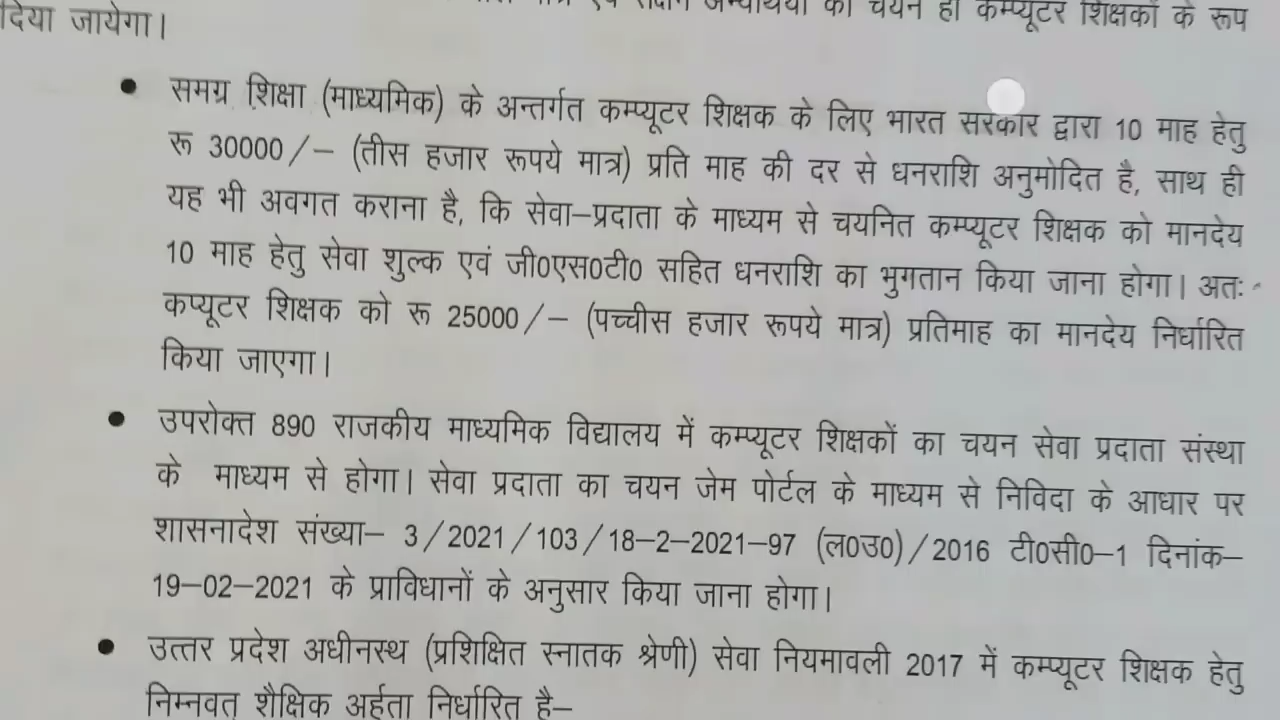 चयन ही कम्प्यूटर शिक्षकों के रूप
दिया जायेगा।
• समग्र शिक्षा (माध्यमिक) के अन्तर्गत कम्प्यूटर शिक्षक के लिए भारत सरकार द्वारा 10 माह हेतु
रू 30000/– (तीस हजार रूपये मात्र) प्रति माह की दर से धनराशि अनुमोदित है, साथ ही
यह भी अवगत कराना है, कि सेवा–प्रदाता के माध्यम से चयनित कम्प्यूटर शिक्षक को मानदेय
10 माह हेतु सेवा शुल्क एवं जी0एस0टी0 सहित धनराशि का भुगतान किया जाना होगा। अतः
कप्यूटर शिक्षक को रू 25000/– (पच्चीस हजार रूपये मात्र) प्रतिमाह का मानदेय निर्धारित
किया जाएगा।
• उपरोक्त 890 राजकीय माध्यमिक विद्यालय में कम्प्यूटर शिक्षकों का चयन सेवा प्रदाता संस्था
के माध्यम से होगा। सेवा प्रदाता का चयन जेम पोर्टल के माध्यम से निविदा के आधार पर
शासनादेश संख्या– 3/2021/103/18–2–2021–97 (ल0उ0)/2016 टी0सी0–1 दिनांक–
19–02–2021 के प्राविधानों के अनुसार किया जाना होगा।
• उत्तर प्रदेश अधीनस्थ (प्रशिक्षित स्नातक श्रेणी) सेवा नियमावली 2017 में कम्प्यूटर शिक्षक हेतु
निम्नवत् शैक्षिक अर्हता निर्धारित है–